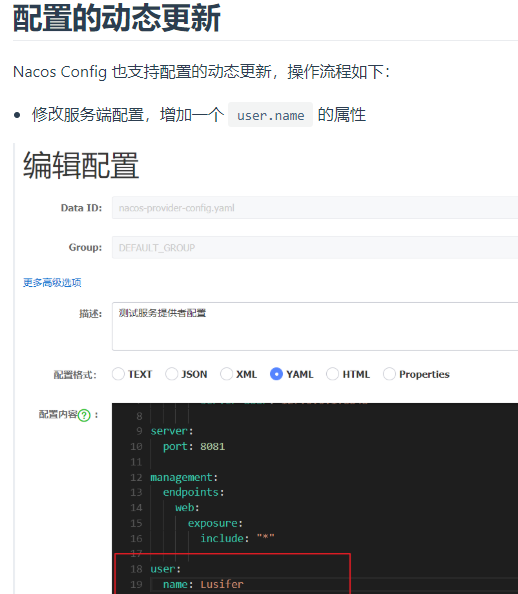 配置的动态更新
Nacos Config 也支持配置的动态更新，操作流程如下：
• 修改服务端配置，增加一个 user.name 的属性
编辑配置
Data ID: nacos-provider-config.yaml
Group: DEFAULT_GROUP
更多高级选项
描述: 测试服务提供者配置
配置格式: TEXT JSON XML YAML HTML Properties
配置内容 ? :
8
9 server:
10 port: 8081
11
12 management:
13 endpoints:
14 web:
15 exposure:
16 include: "*"
17
18 user:
19 name: Lusifer